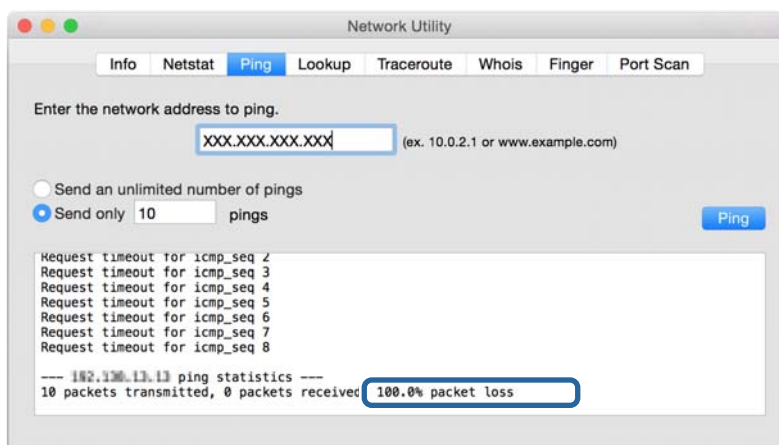 Network Utility
Info Netstat Ping Lookup Traceroute Whois Finger Port Scan
Enter the network address to ping.
XXX.XXX.XXX.XXX (ex. 10.0.2.1 or www.example.com)
Send an unlimited number of pings
Send only 10 pings
Ping
Request timeout for icmp_seq 2
Request timeout for icmp_seq 3
Request timeout for icmp_seq 4
Request timeout for icmp_seq 5
Request timeout for icmp_seq 6
Request timeout for icmp_seq 7
Request timeout for icmp_seq 8
--- ping statistics ---
10 packets transmitted, 0 packets received 100.0% packet loss